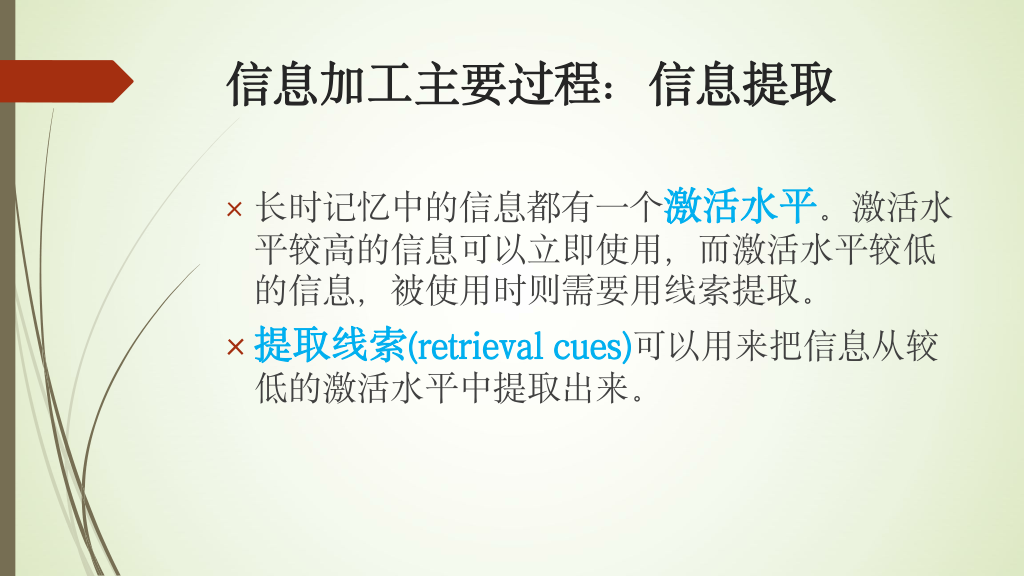 信息加工主要过程：信息提取
× 长时记忆中的信息都有一个激活水平。激活水
平较高的信息可以立即使用，而激活水平较低
的信息，被使用时则需要用线索提取。
× 提取线索(retrieval cues)可以用来把信息从较
低的激活水平中提取出来。